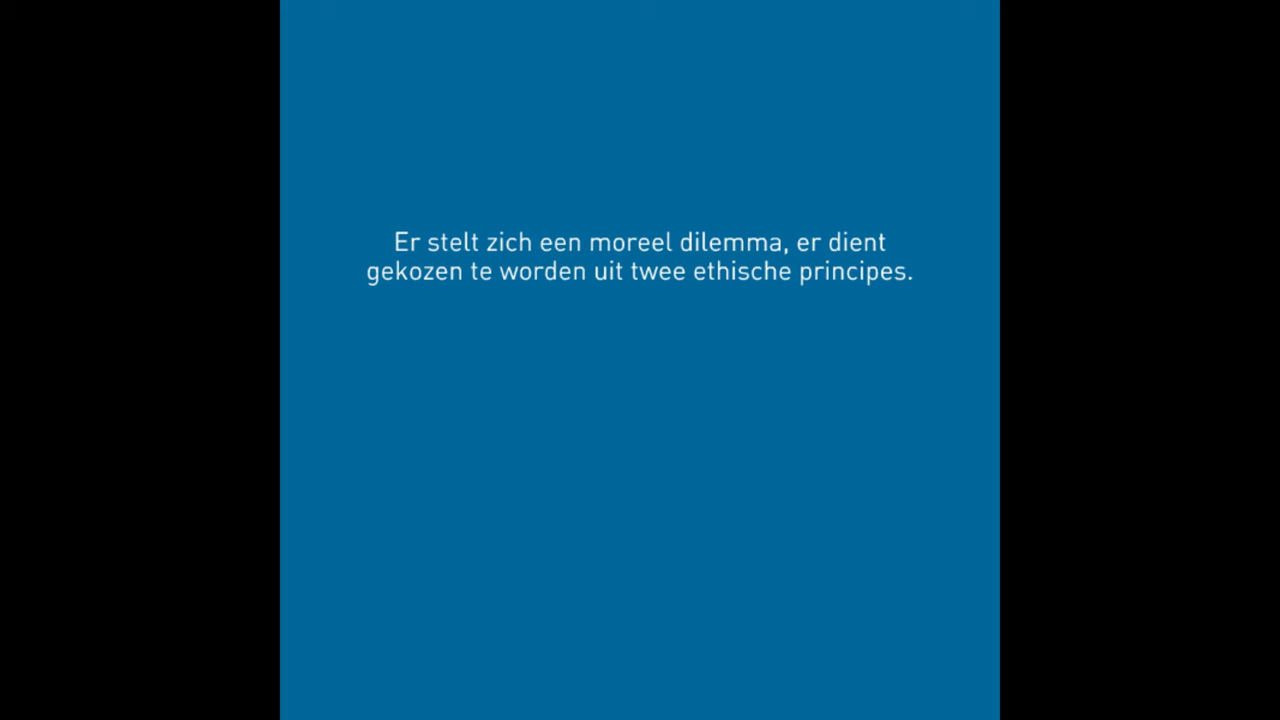 Er stelt zich een moreel dilemma, er dient
gekozen te worden uit twee ethische principes.